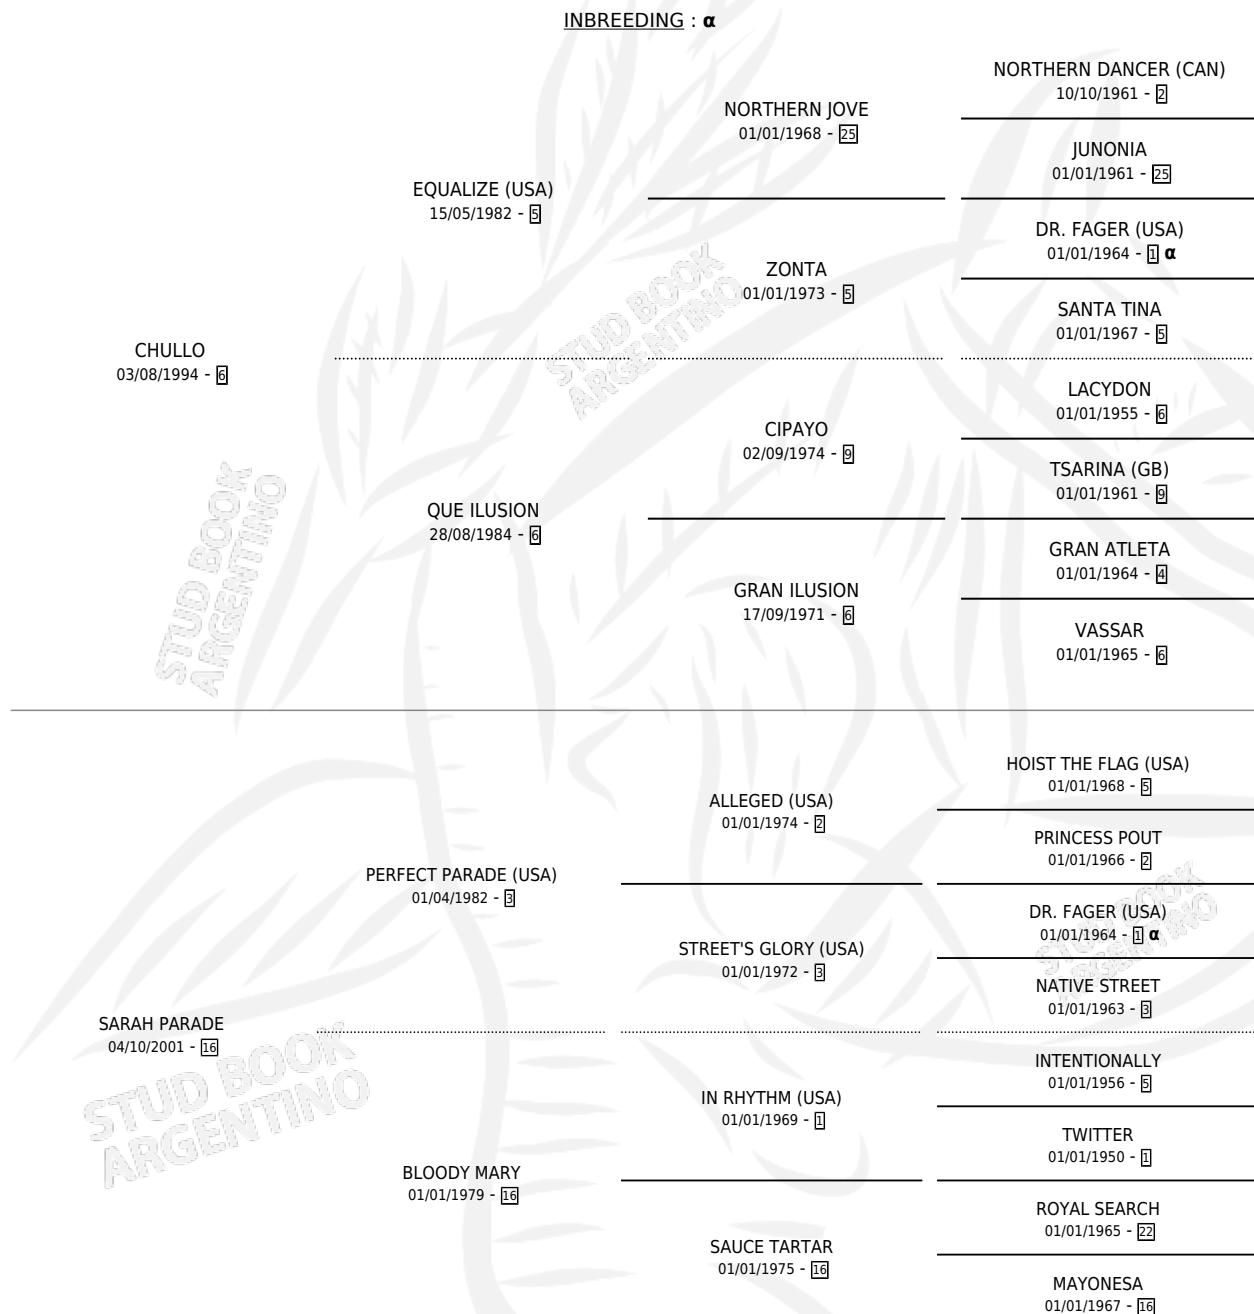 INBREEDING : α
NORTHERN DANCER (CAN)
10/10/1961 - 2
NORTHERN JOVE
01/01/1968 - 25
JUNONIA
01/01/1961 - 25
EQUALIZE (USA)
15/05/1982 - 5
DR. FAGER (USA)
01/01/1964 - 1 α
ZONTA
01/01/1973 - 5
SANTA TINA
01/01/1967 - 5
CHULLO
03/08/1994 - 6
LACYDON
01/01/1955 - 6
CIPAYO
02/09/1974 - 9
TSARINA (GB)
01/01/1961 - 9
QUE ILUSION
28/08/1984 - 6
GRAN ATLETA
01/01/1964 - 4
GRAN ILUSION
17/09/1971 - 6
VASSAR
01/01/1965 - 6
HOIST THE FLAG (USA)
01/01/1968 - 5
ALLEGED (USA)
01/01/1974 - 2
PRINCESS POUT
01/01/1966 - 2
PERFECT PARADE (USA)
01/04/1982 - 3
DR. FAGER (USA)
01/01/1964 - 1 α
STREET'S GLORY (USA)
01/01/1972 - 3
NATIVE STREET
01/01/1963 - 3
SARAH PARADE
04/10/2001 - 16
INTENTIONALLY
01/01/1956 - 5
IN RHYTHM (USA)
01/01/1969 - 1
TWITTER
01/01/1950 - 1
BLOODY MARY
01/01/1979 - 16
ROYAL SEARCH
01/01/1965 - 22
SAUCE TARTAR
01/01/1975 - 16
MAYONESA
01/01/1967 - 16
STUD BOOK
ARGENTINO
STUD BOOK
ARGENTINO
STUD BOOK
ARGENTINO
STUD BOOK
ARGENTINO